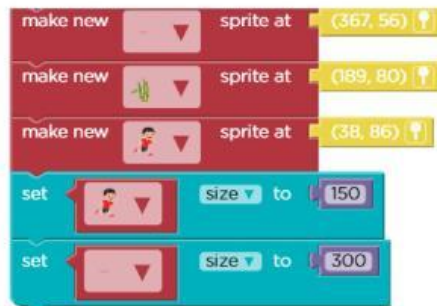 make new sprite at (367, 56)
make new sprite at (189, 80)
make new sprite at (38, 86)
set size to 150
set size to 300